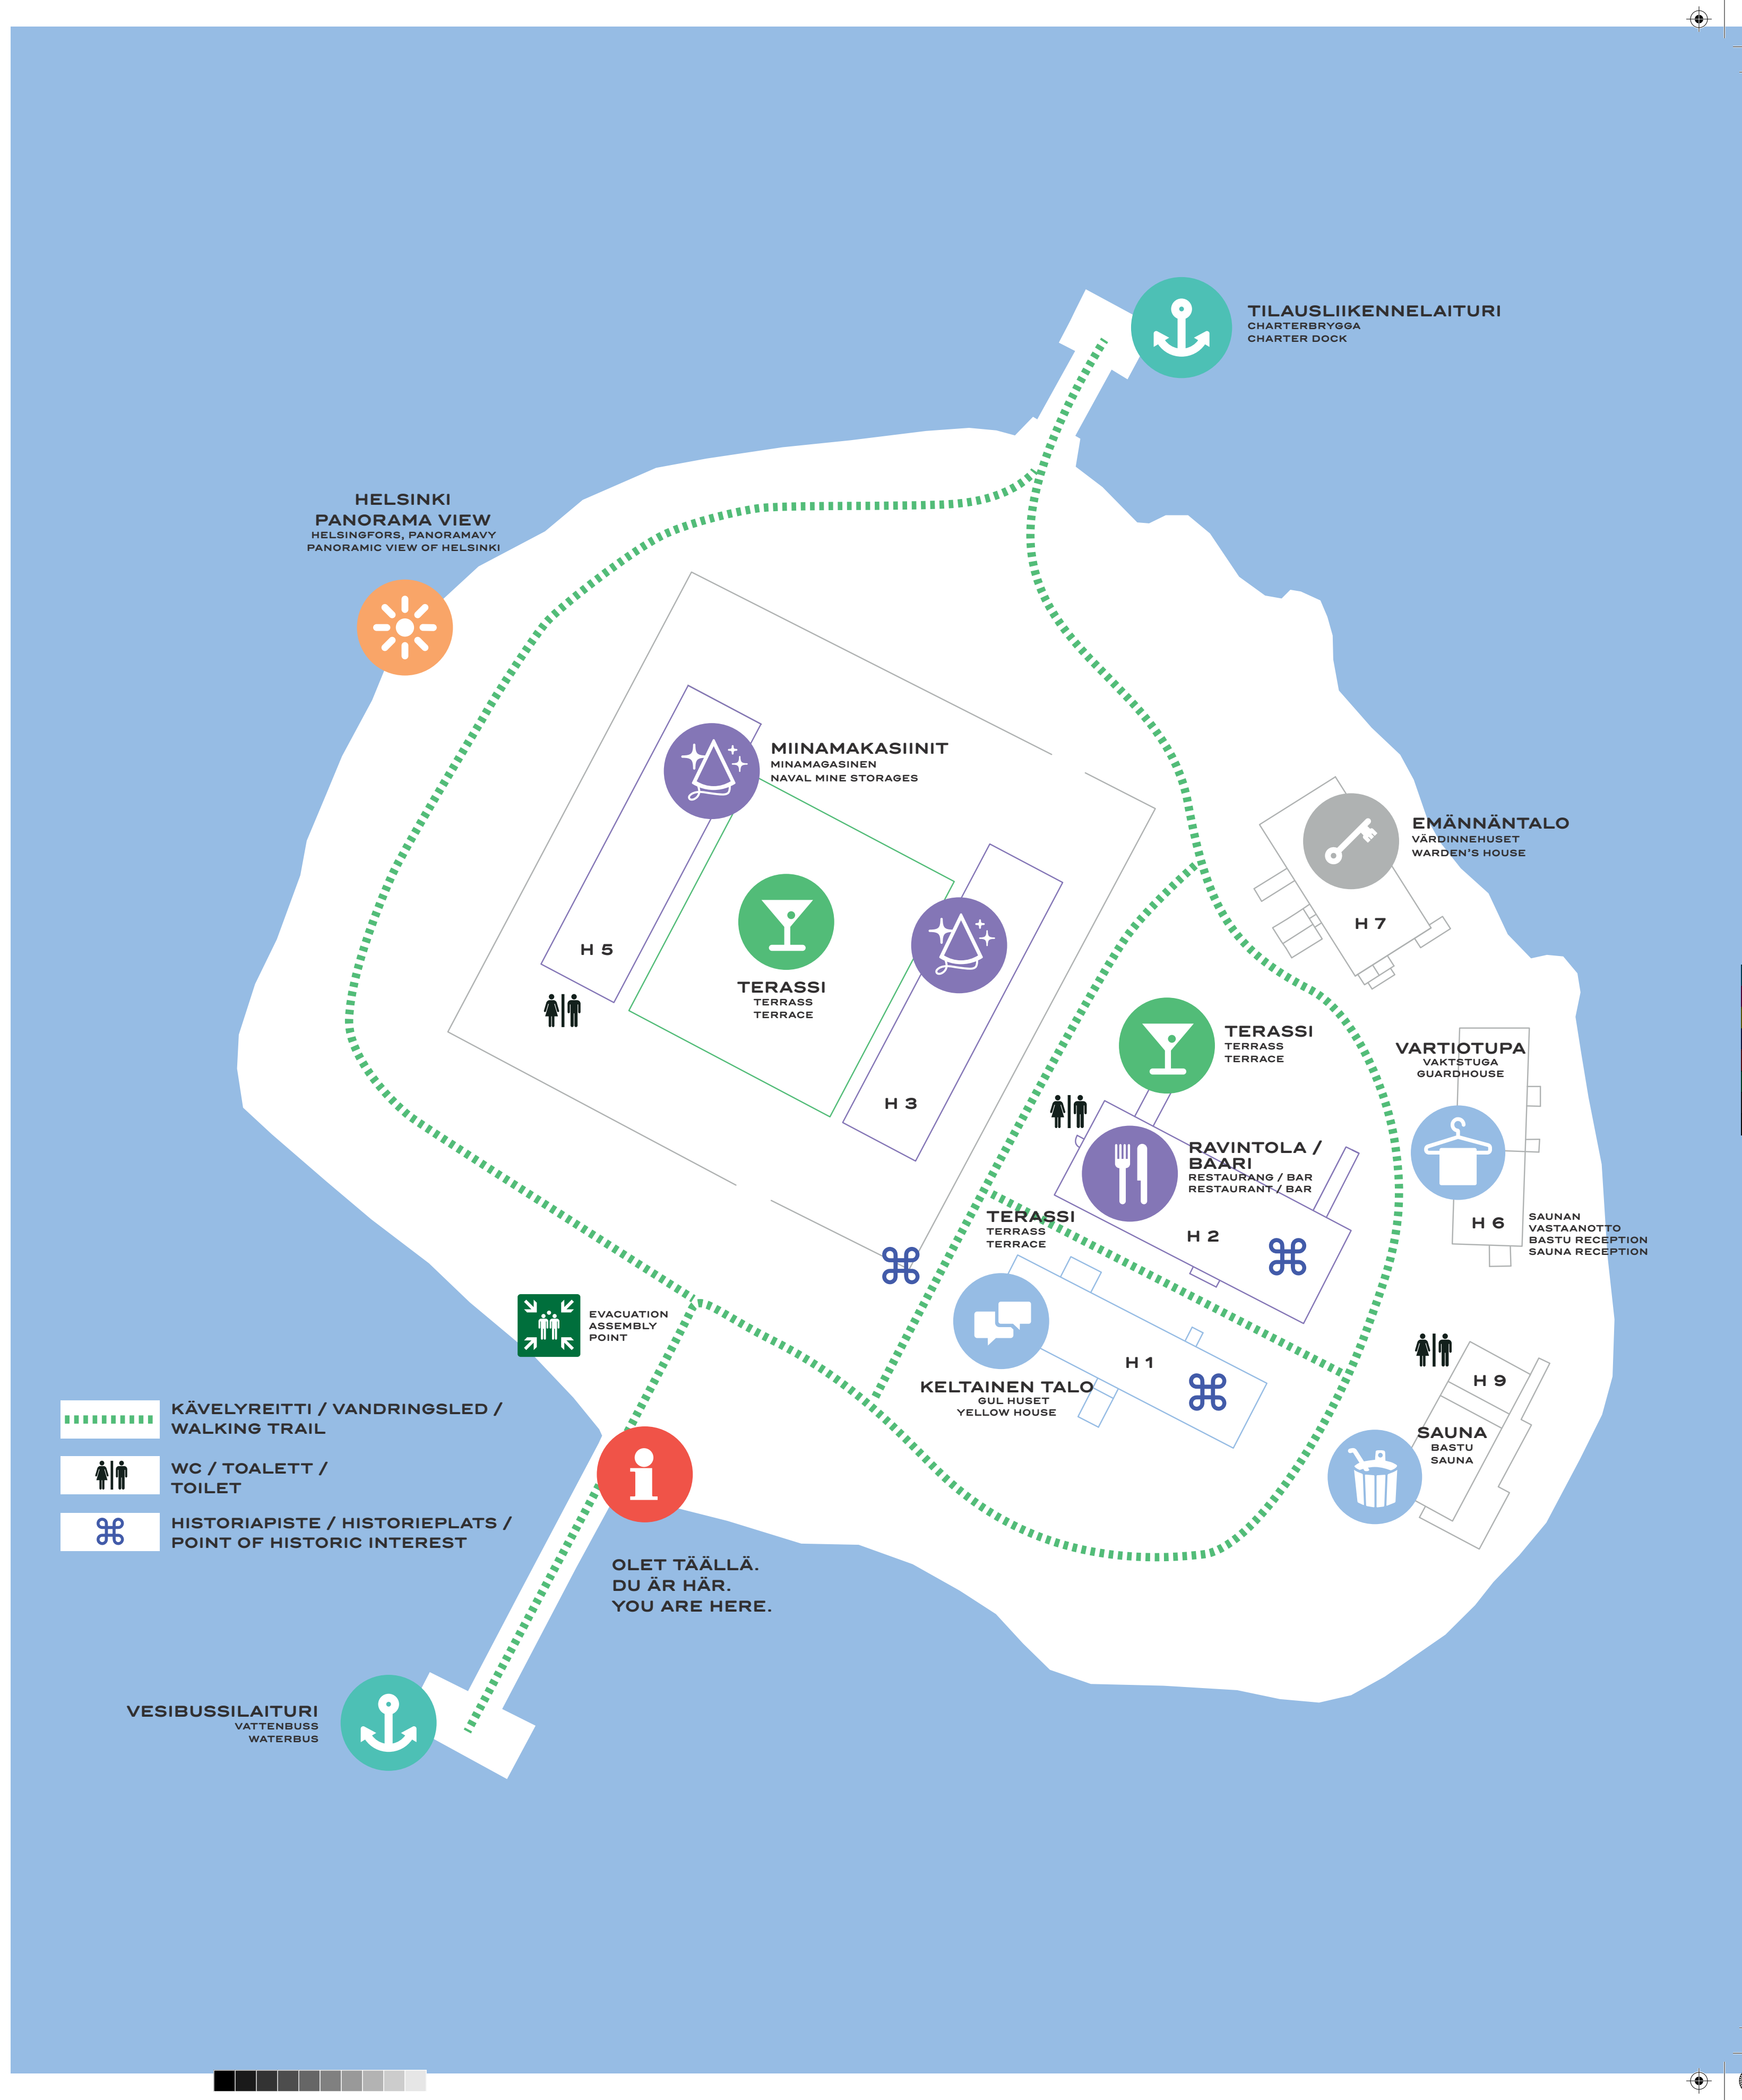 TILAUSLIIKENNELAITURI
CHARTERBRYGGA
CHARTER DOCK
HELSINKI
PANORAMA VIEW
HELSINGFORS, PANORAMAVY
PANORAMIC VIEW OF HELSINKI
MIINAMAKASIINIT
MINAMAGASINEN
NAVAL MINE STORAGES
EMÄNNÄNTALO
VÄRDINNEHUSET
WARDEN'S HOUSE
H 7
H 5
TERASSI
TERRASS
TERRACE
H 3
TERASSI
TERRASS
TERRACE
VARTIOTUPA
VAKTSTUGA
GUARDHOUSE
RAVINTOLA /
BAARI
RESTAURANG / BAR
RESTAURANT / BAR
H 2
H 6
SAUNAN
VASTAANOTTO
BASTU RECEPTION
SAUNA RECEPTION
TERASSI
TERRASS
TERRACE
EVACUATION
ASSEMBLY
POINT
H 1
KELTAINEN TALO
GUL HUSET
YELLOW HOUSE
H 9
SAUNA
BASTU
SAUNA
KÄVELYREITTI / VANDRINGSLED /
WALKING TRAIL
WC / TOALETT /
TOILET
HISTORIAPISTE / HISTORIEPLATS /
POINT OF HISTORIC INTEREST
i
OLET TÄÄLLÄ.
DU ÄR HÄR.
YOU ARE HERE.
VESIBUSSILAITURI
VATTENBUSS
WATERBUS